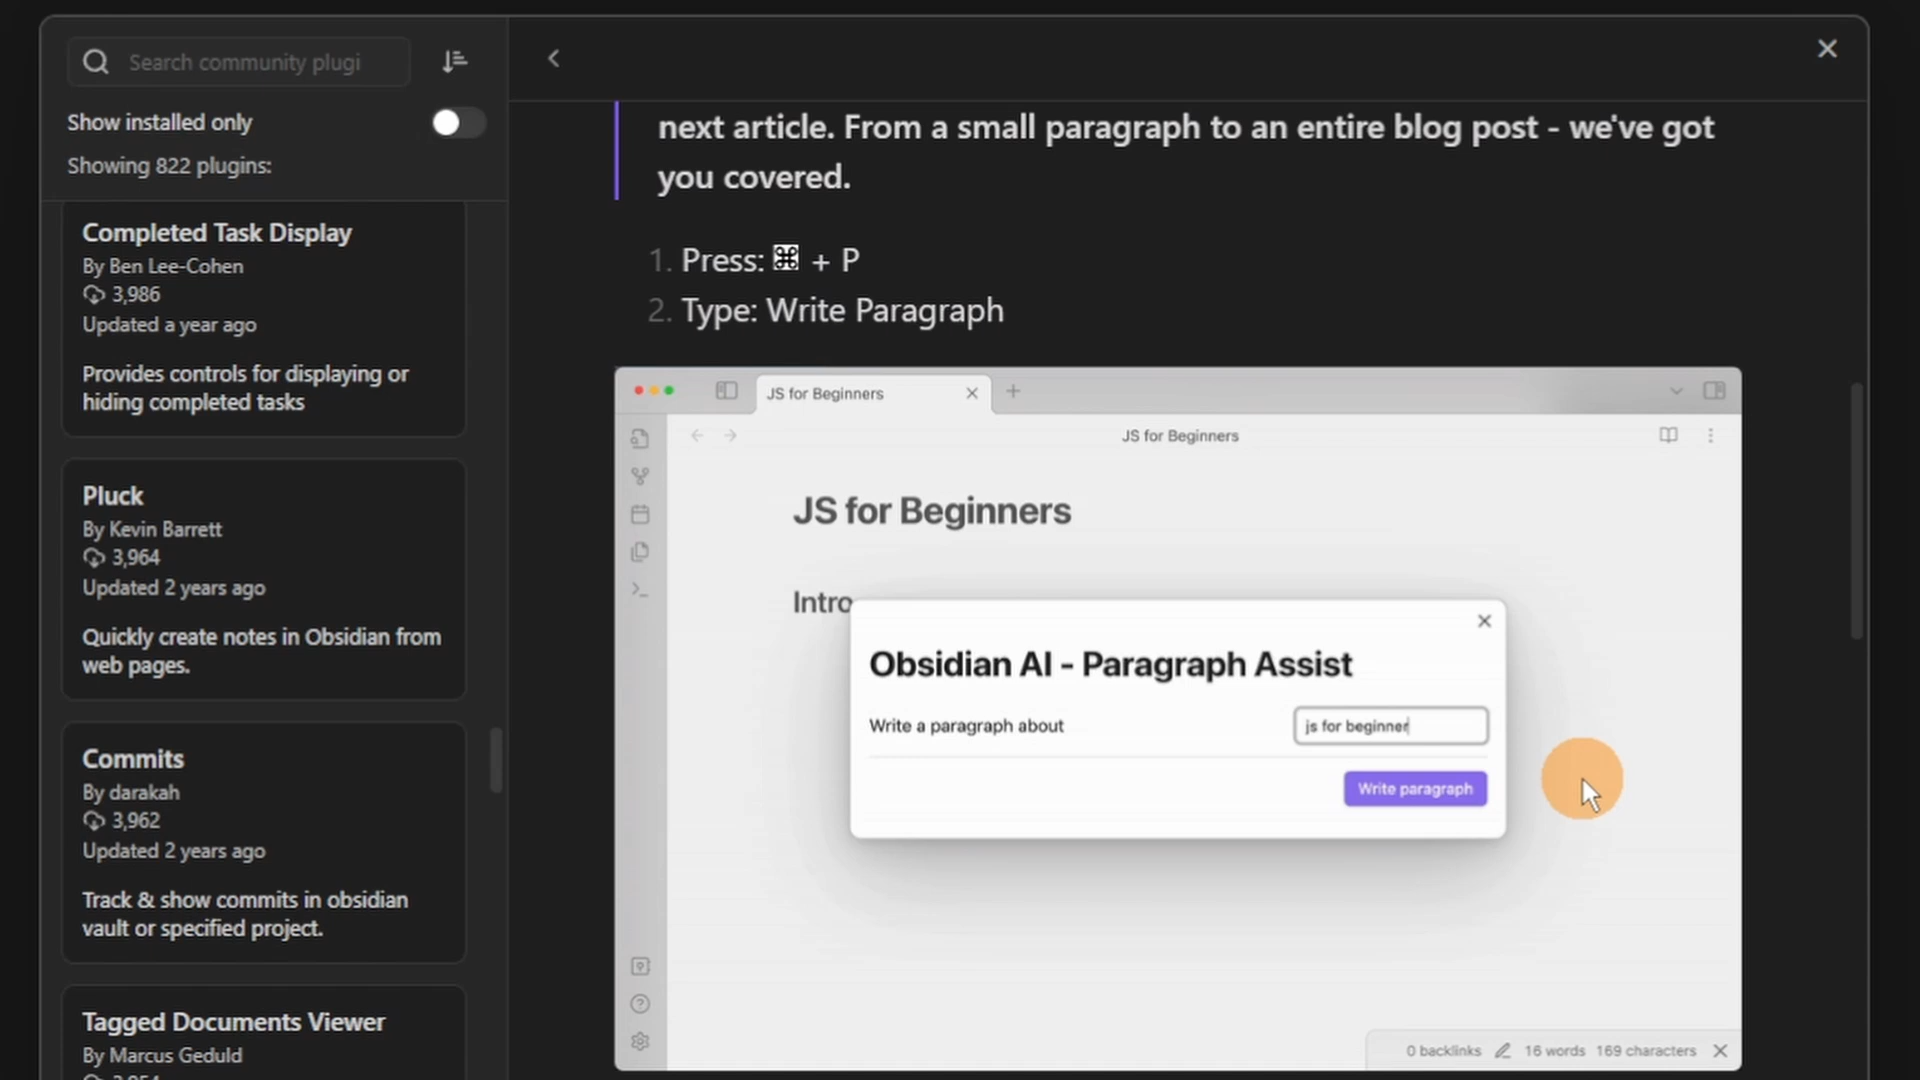 Search community plugi
Show installed only
Showing 822 plugins:
Completed Task Display
By Ben Lee-Cohen
3,986
Updated a year ago
Provides controls for displaying or
hiding completed tasks
Pluck
By Kevin Barrett
3,964
Updated 2 years ago
Quickly create notes in Obsidian from
web pages.
Commits
By darakah
3,962
Updated 2 years ago
Track & show commits in obsidian
vault or specified project.
Tagged Documents Viewer
By Marcus Geduld
next article. From a small paragraph to an entire blog post - we've got
you covered.
1. Press: ⌘ + P
2. Type: Write Paragraph
JS for Beginners
JS for Beginners
JS for Beginners
Intro
Obsidian AI - Paragraph Assist
Write a paragraph about
js for beginner
Write paragraph
0 backlinks 16 words 169 characters